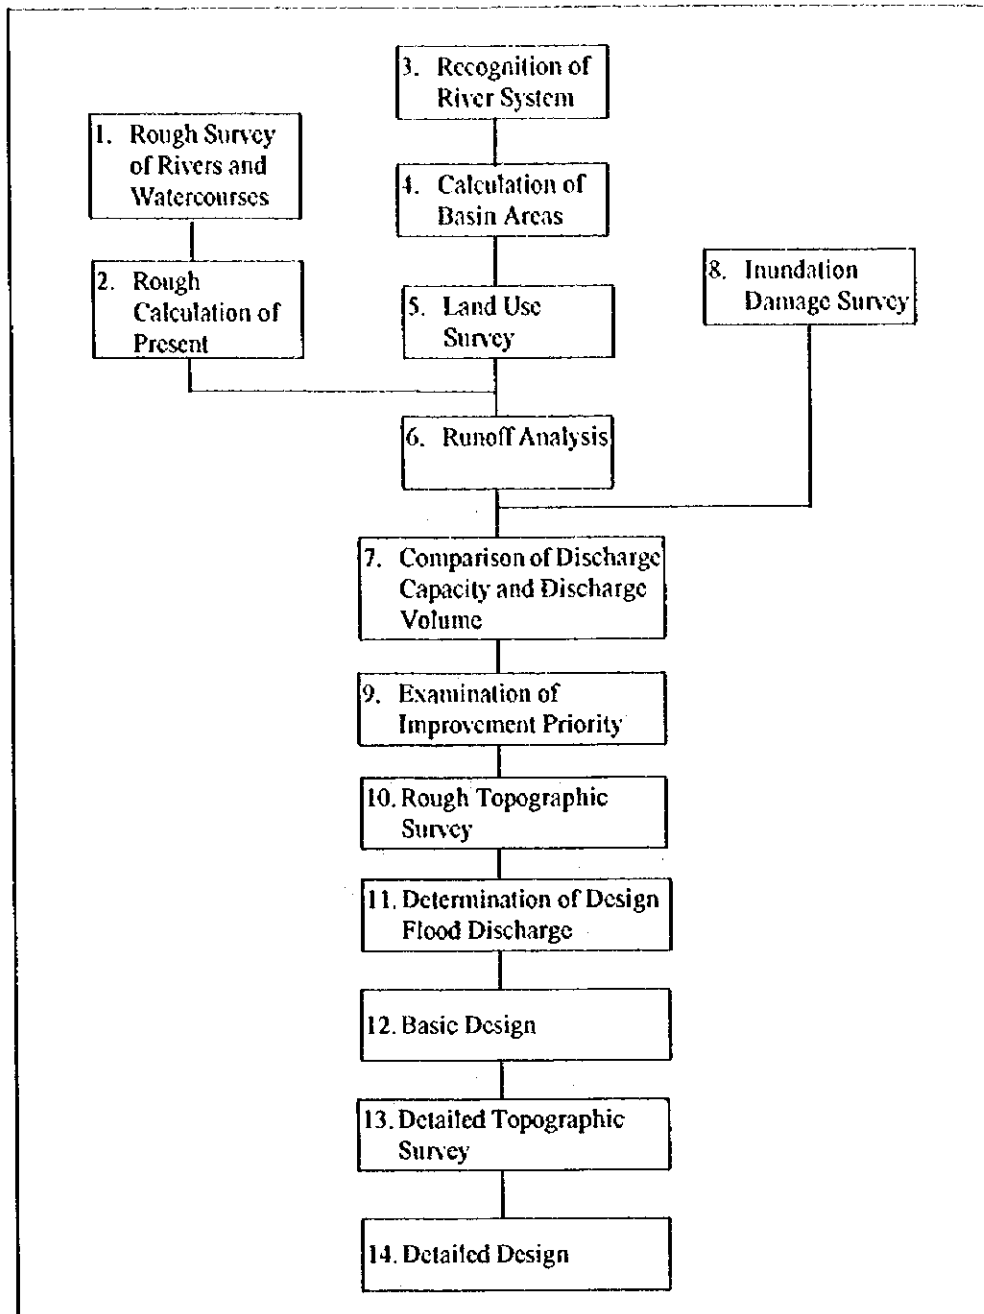 3. Recognition of
River System
1. Rough Survey
of Rivers and
Watercourses
4. Calculation of
Basin Areas
2. Rough
Calculation of
Present
5. Land Use
Survey
8. Inundation
Damage Survey
6. Runoff Analysis
7. Comparison of Discharge
Capacity and Discharge
Volume
9. Examination of
Improvement Priority
10. Rough Topographic
Survey
11. Determination of Design
Flood Discharge
12. Basic Design
13. Detailed Topographic
Survey
14. Detailed Design